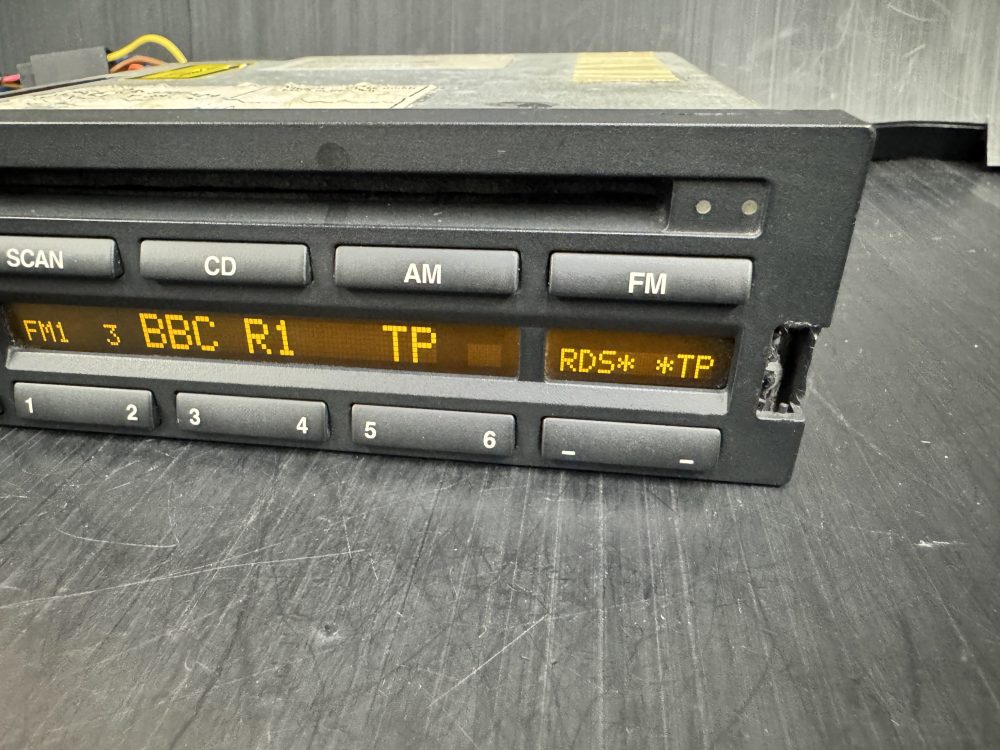 SCAN CD AM FM
FM1 3 BBC R1 TP RDS* *TP
1 2 3 4 5 6 - -